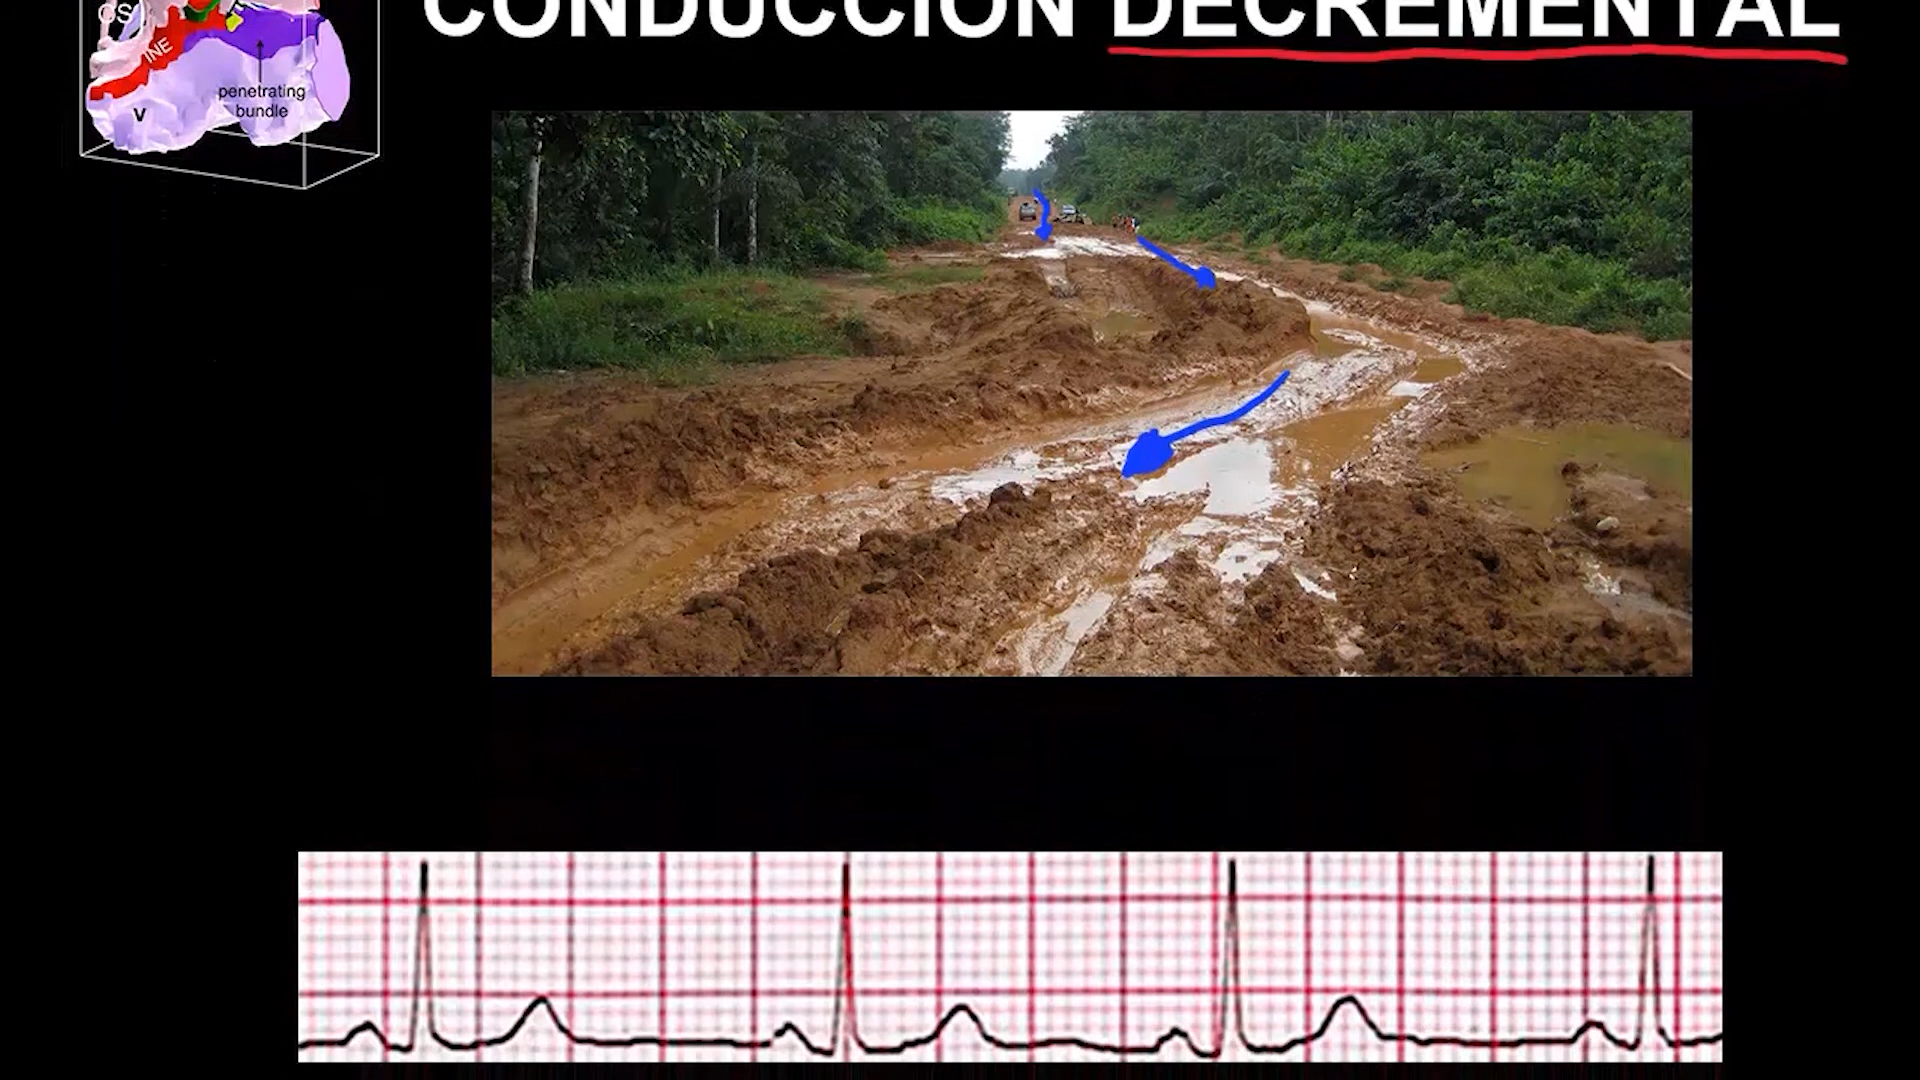 CONDUCCIÓN DECREMENTAL
CS
INE
penetrating
bundle
V